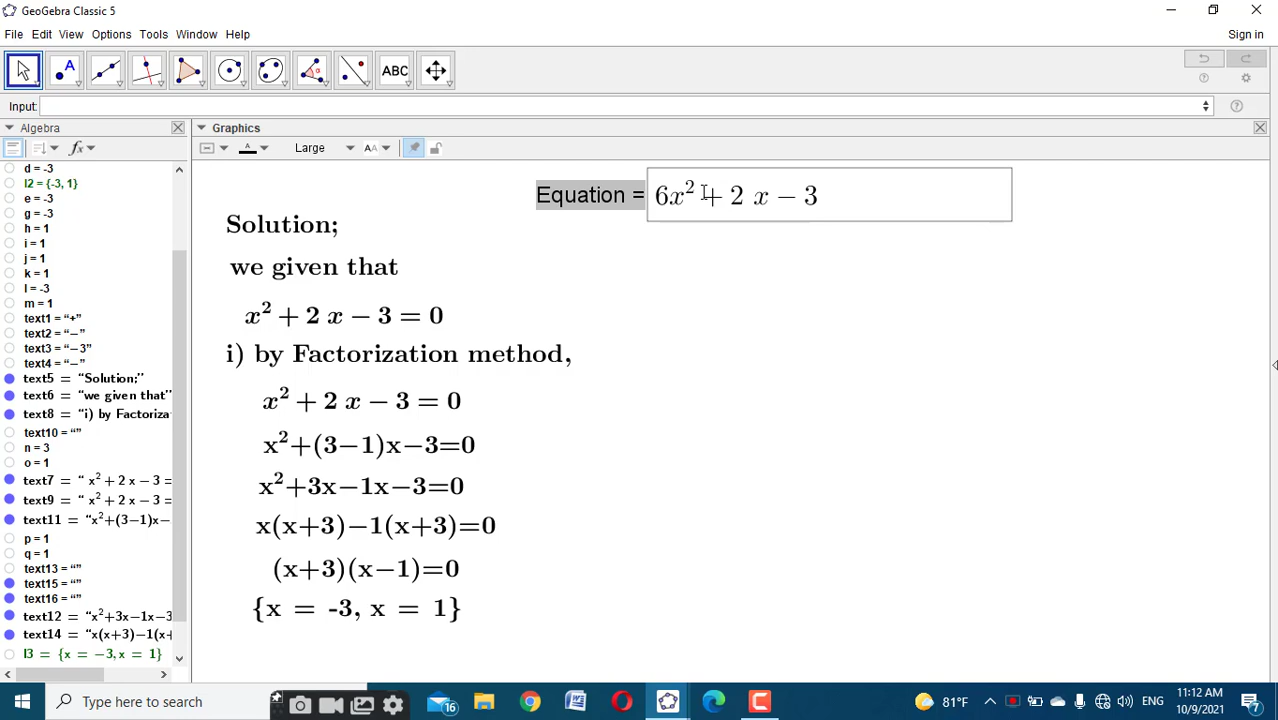 GeoGebra Classic 5
File Edit View Options Tools Window Help
Sign in
ABC
Input:
Algebra
Graphics
Large
AA
d = -3
l2 = {-3, 1}
e = -3
g = -3
h = 1
i = 1
j = 1
k = 1
l = -3
m = 1
text1 = “+”
text2 = “−”
text3 = “−3”
text4 = “−”
text5 = “Solution;”
text6 = “we given that”
text8 = “i) by Factoriza
text10 = “”
n = 3
o = 1
text7 = “ x² + 2 x − 3 =
text9 = “ x² + 2 x − 3 =
text11 = “x²+(3−1)x−
p = 1
q = 1
text13 = “”
text15 = “”
text16 = “”
text12 = “x²+3x−1x−3
text14 = “x(x+3)−1(x+
l3 = {x = −3, x = 1}
Equation = 6x² + 2 x − 3
Solution;
we given that
x² + 2 x − 3 = 0
i) by Factorization method,
x² + 2 x − 3 = 0
x²+(3−1)x−3=0
x²+3x−1x−3=0
x(x+3)−1(x+3)=0
(x+3)(x−1)=0
{x = -3, x = 1}
Type here to search
16
81°F
ENG
11:12 AM
10/9/2021
7